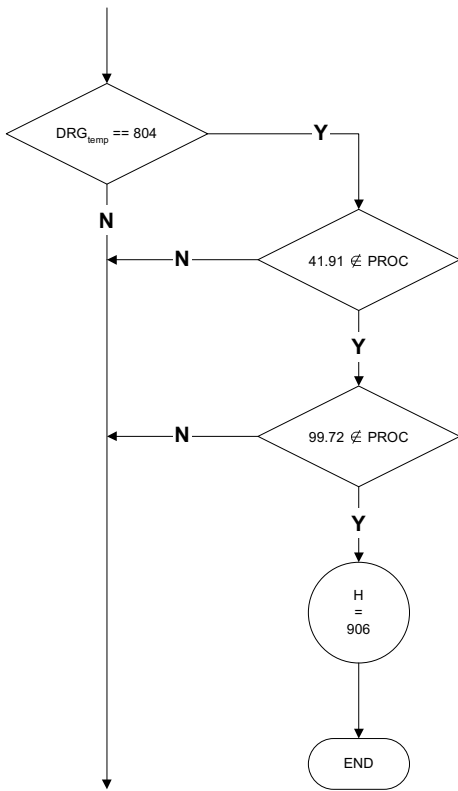 DRGtemp == 804
Y
N
N
41.91 ∉ PROC
Y
N
99.72 ∉ PROC
Y
H
=
906
END